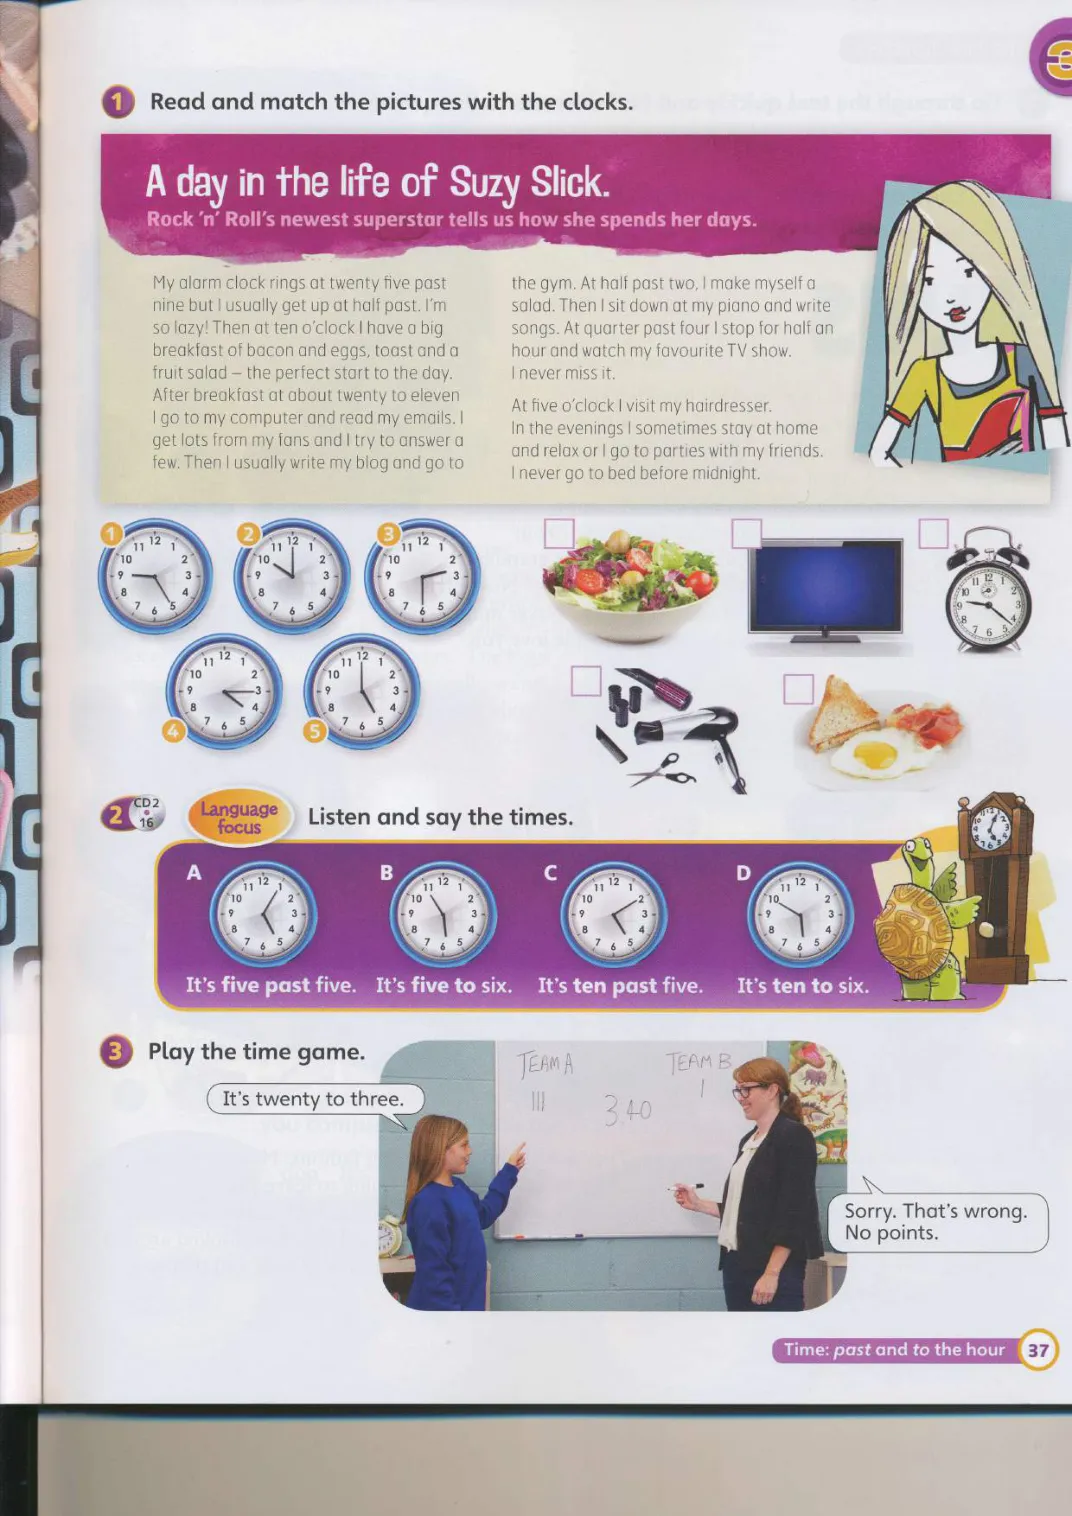 3
1 Read and match the pictures with the clocks.
A day in the life of Suzy Slick.
Rock 'n' Roll's newest superstar tells us how she spends her days.
My alarm clock rings at twenty five past
nine but I usually get up at half past. I'm
so lazy! Then at ten o'clock I have a big
breakfast of bacon and eggs, toast and a
fruit salad – the perfect start to the day.
After breakfast at about twenty to eleven
I go to my computer and read my emails. I
get lots from my fans and I try to answer a
few. Then I usually write my blog and go to
the gym. At half past two, I make myself a
salad. Then I sit down at my piano and write
songs. At quarter past four I stop for half an
hour and watch my favourite TV show.
I never miss it.
At five o'clock I visit my hairdresser.
In the evenings I sometimes stay at home
and relax or I go to parties with my friends.
I never go to bed before midnight.
1
2
3
4
5
2 CD2 16 Language focus Listen and say the times.
A B C D
It's five past five. It's five to six. It's ten past five. It's ten to six.
3 Play the time game.
It's twenty to three.
TEAM A TEAM B
III I
3.40
Sorry. That's wrong.
No points.
Time: past and to the hour 37